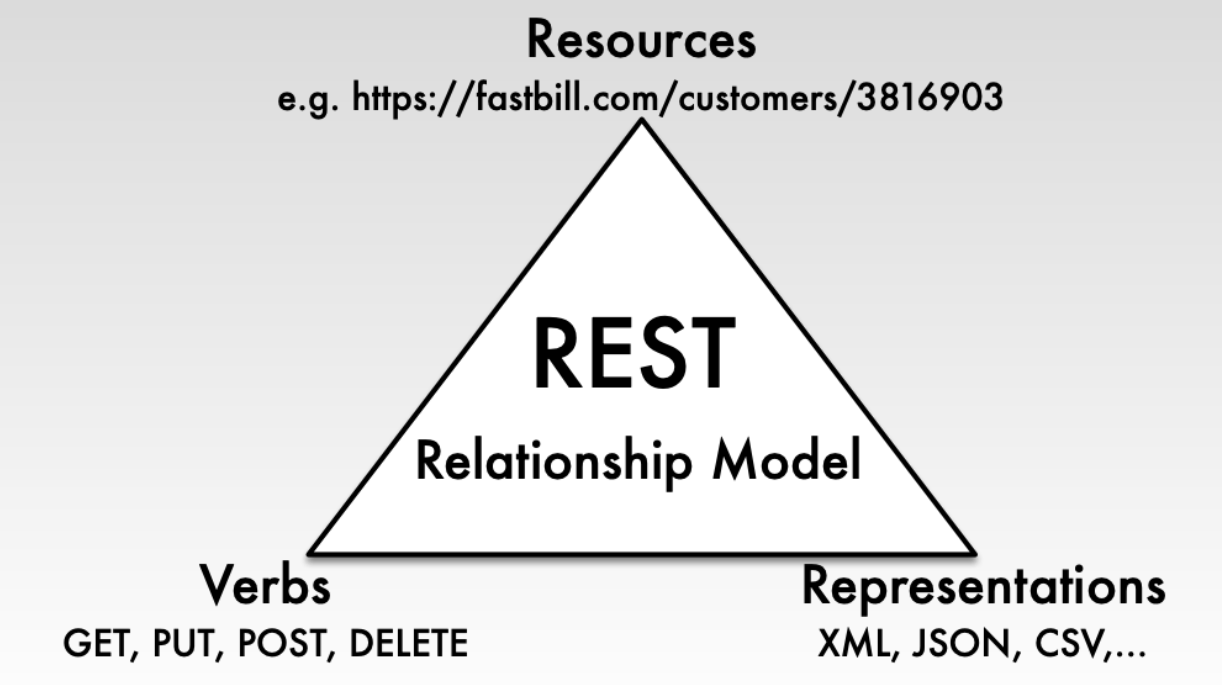 Resources
e.g. https://fastbill.com/customers/3816903
REST
Relationship Model
Verbs
GET, PUT, POST, DELETE
Representations
XML, JSON, CSV,...